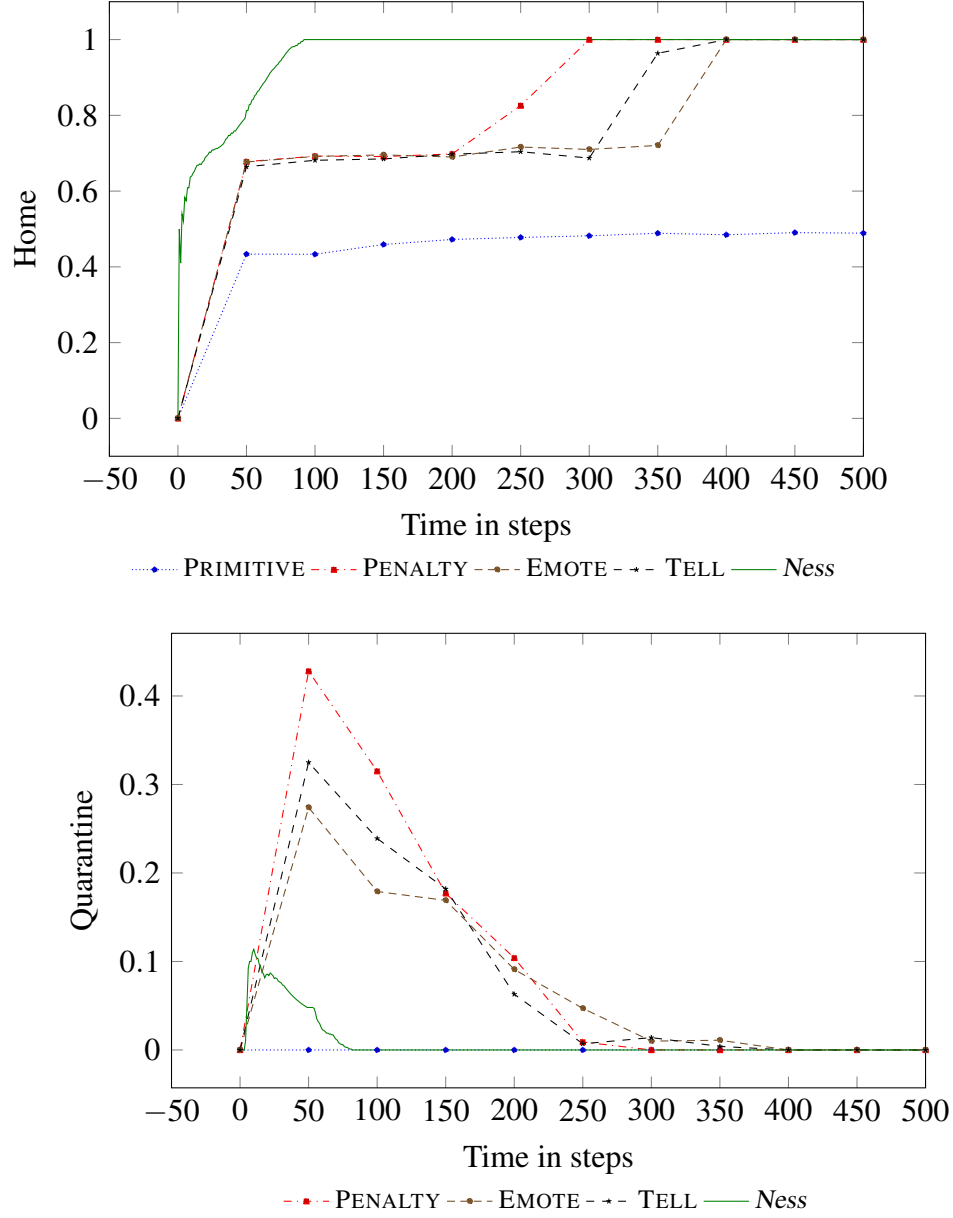 1
0.8
0.6
0.4
0.2
0
Home
−50 0 50 100 150 200 250 300 350 400 450 500
Time in steps
PRIMITIVE PENALTY EMOTE TELL Ness
0.4
0.3
0.2
0.1
0
Quarantine
−50 0 50 100 150 200 250 300 350 400 450 500
Time in steps
PENALTY EMOTE TELL Ness